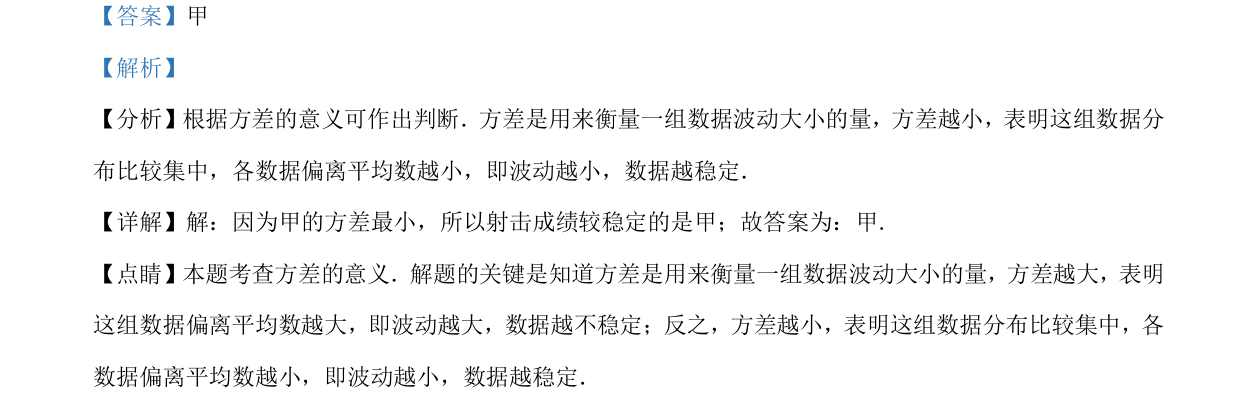 【答案】甲
【解析】
【分析】根据方差的意义可作出判断．方差是用来衡量一组数据波动大小的量，方差越小，表明这组数据分
布比较集中，各数据偏离平均数越小，即波动越小，数据越稳定．
【详解】解：因为甲的方差最小，所以射击成绩较稳定的是甲；故答案为：甲．
【点睛】本题考查方差的意义．解题的关键是知道方差是用来衡量一组数据波动大小的量，方差越大，表明
这组数据偏离平均数越大，即波动越大，数据越不稳定；反之，方差越小，表明这组数据分布比较集中，各
数据偏离平均数越小，即波动越小，数据越稳定．